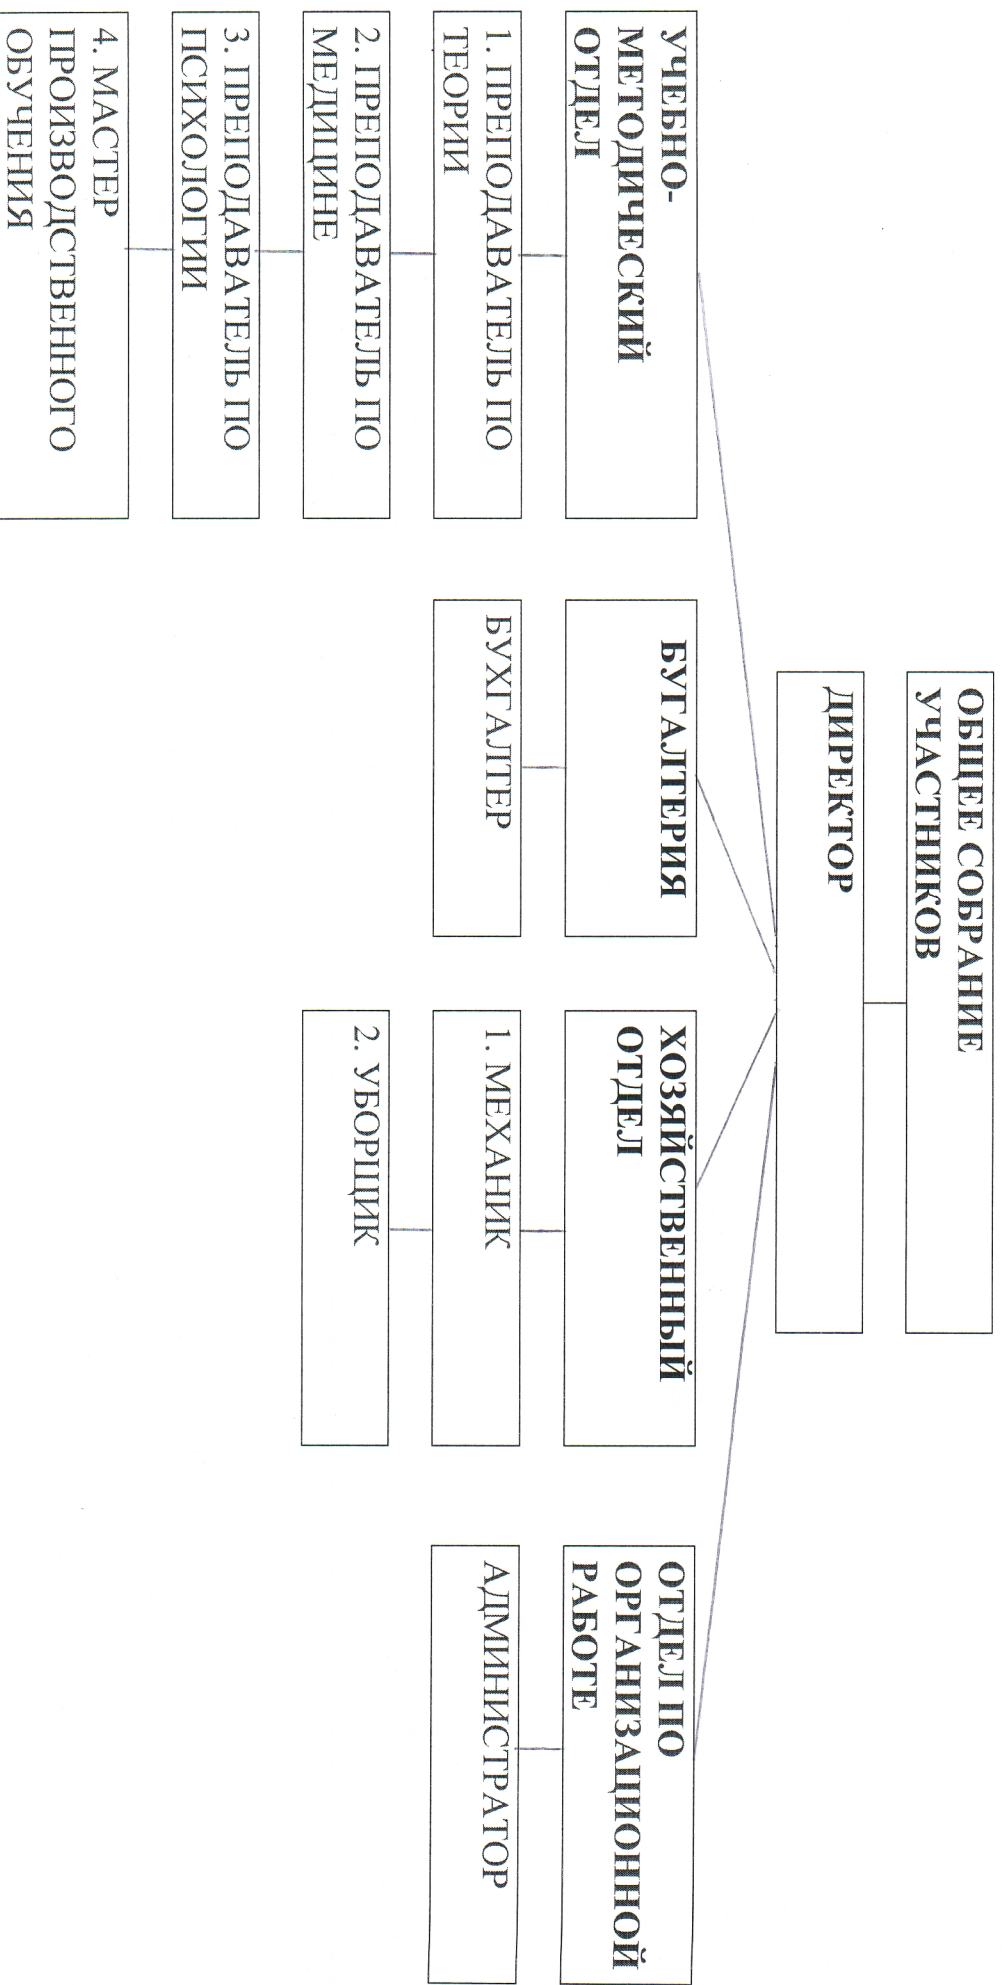 ОБЩЕЕ СОБРАНИЕ
УЧАСТНИКОВ
ДИРЕКТОР
УЧЕБНО-
МЕТОДИЧЕСКИЙ
ОТДЕЛ
1. ПРЕПОДАВАТЕЛЬ ПО
ТЕОРИИ
2. ПРЕПОДАВАТЕЛЬ ПО
МЕДИЦИНЕ
3. ПРЕПОДАВАТЕЛЬ ПО
ПСИХОЛОГИИ
4. МАСТЕР
ПРОИЗВОДСТВЕННОГО
ОБУЧЕНИЯ
БУГАЛТЕРИЯ
БУХГАЛТЕР
ХОЗЯЙСТВЕННЫЙ
ОТДЕЛ
1. МЕХАНИК
2. УБОРЩИК
ОТДЕЛ ПО
ОРГАНИЗАЦИОННОЙ
РАБОТЕ
АДМИНИСТРАТОР